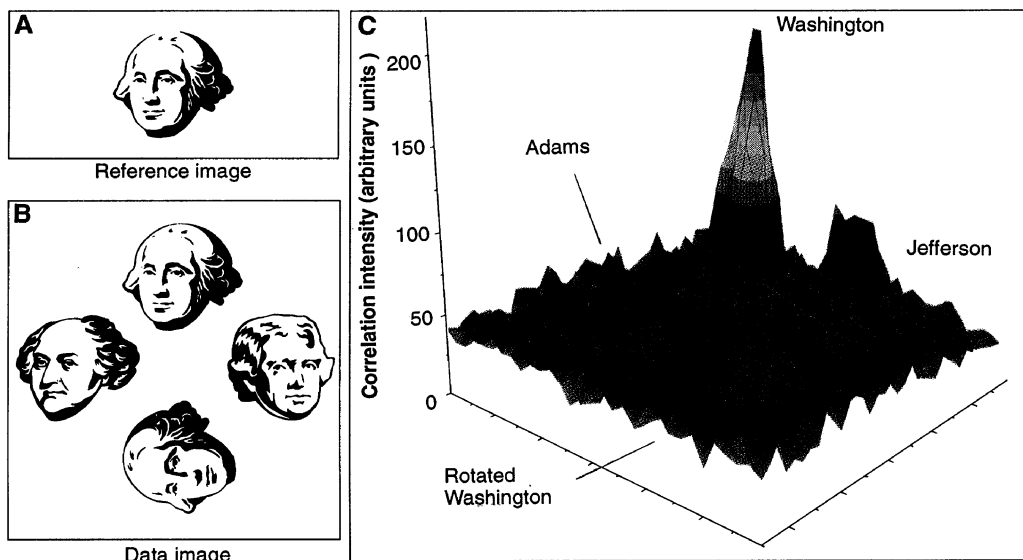 A
Reference image
B
Data image
C
Correlation intensity (arbitrary units )
200
150
100
50
0
Washington
Adams
Jefferson
Rotated
Washington